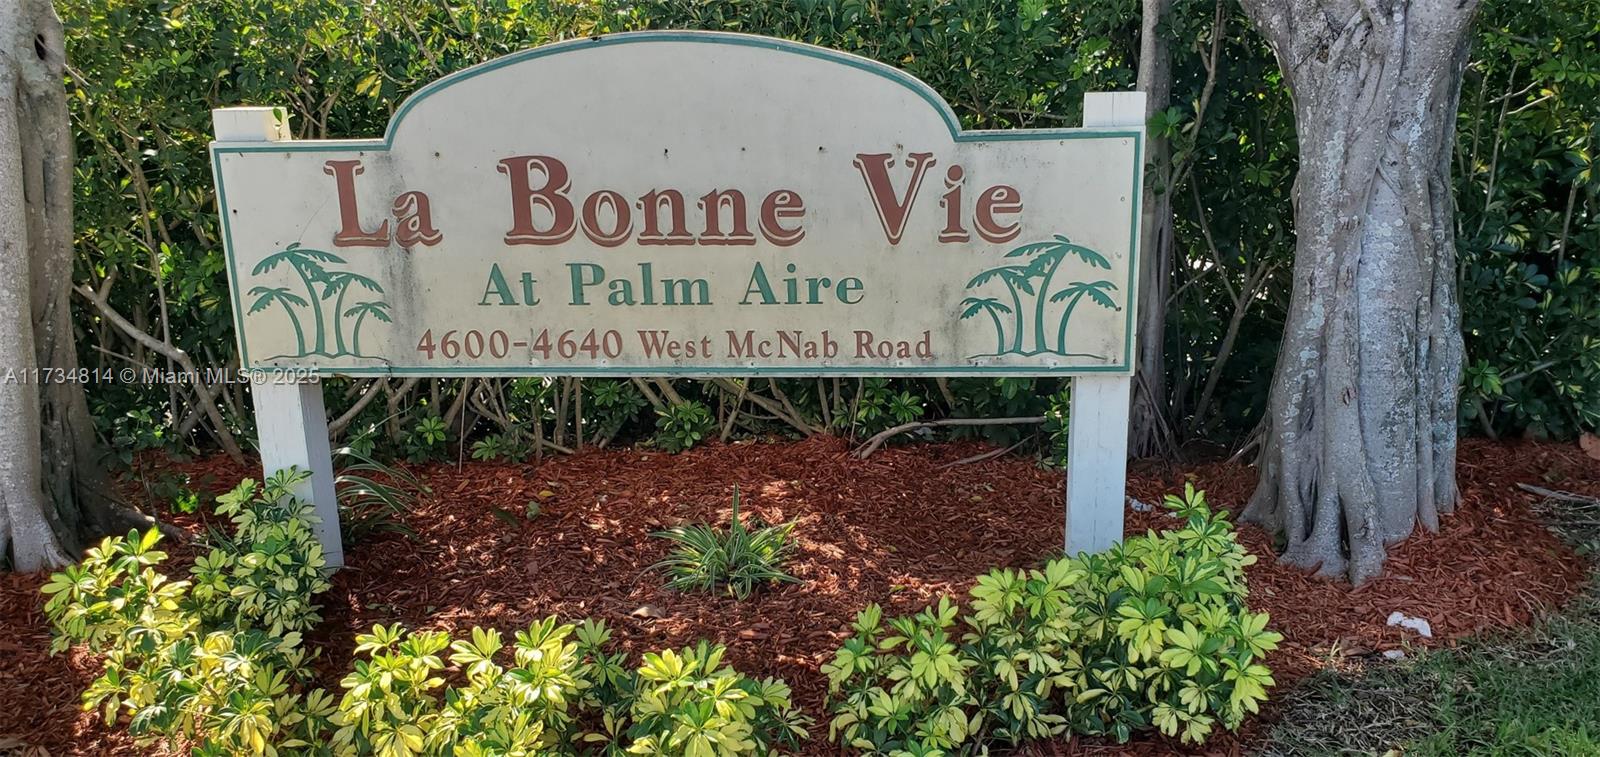 La Bonne Vie
At Palm Aire
4600-4640 West McNab Road
A11734814 © Miami MLS® 2025